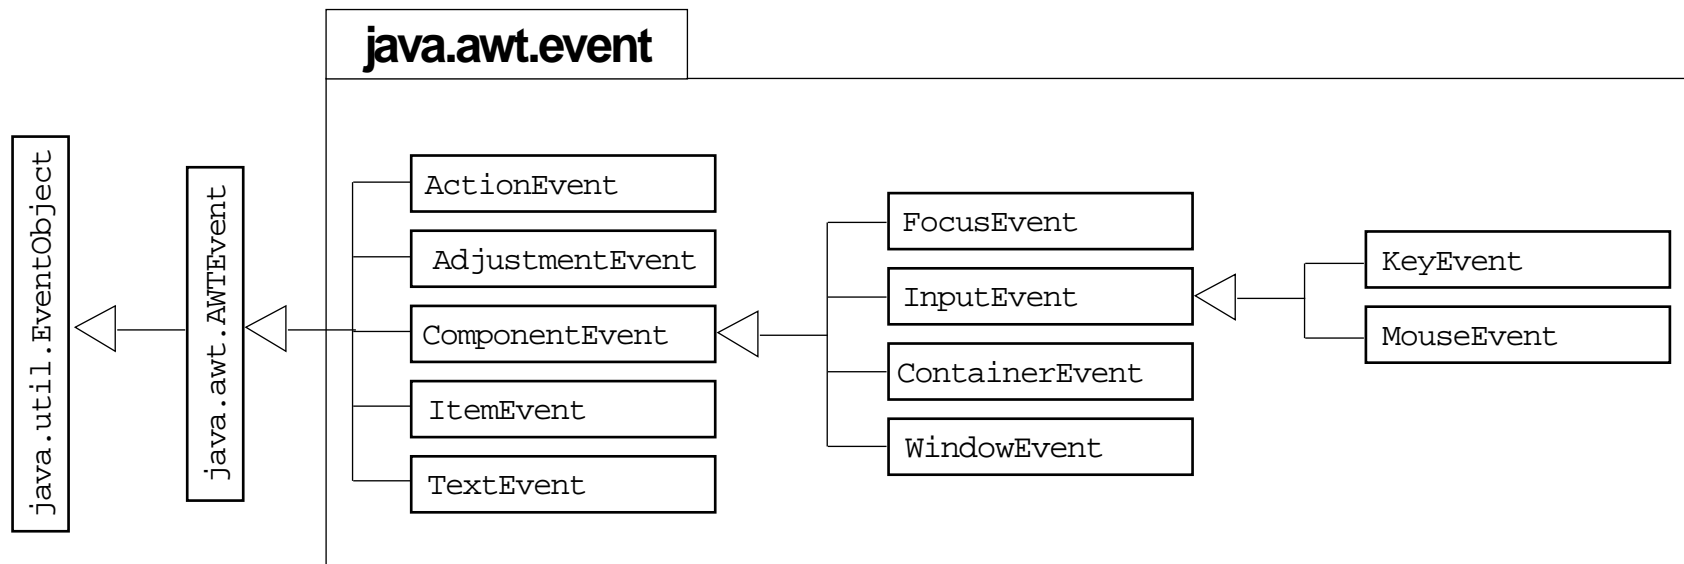 java.awt.event
java.util.EventObject
java.awt.AWTEvent
ActionEvent
AdjustmentEvent
ComponentEvent
ItemEvent
TextEvent
FocusEvent
InputEvent
ContainerEvent
WindowEvent
KeyEvent
MouseEvent